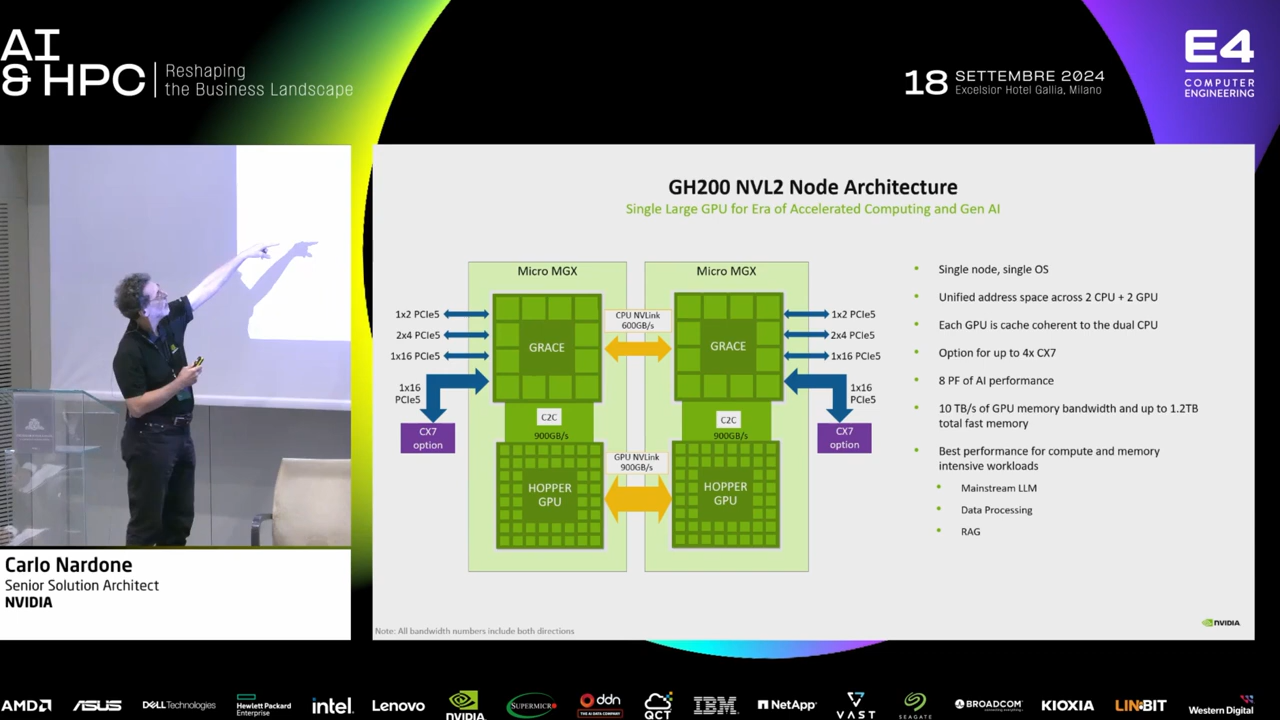 AI
& HPC
Reshaping
the Business Landscape
18 SETTEMBRE 2024
Excelsior Hotel Gallia, Milano
E4
COMPUTER
ENGINEERING
GH200 NVL2 Node Architecture
Single Large GPU for Era of Accelerated Computing and Gen AI
Micro MGX
Micro MGX
1x2 PCIe5
2x4 PCIe5
1x16 PCIe5
1x16
PCIe5
CX7
option
GRACE
C2C
900GB/s
HOPPER
GPU
CPU NVLink
600GB/s
GPU NVLink
900GB/s
GRACE
C2C
900GB/s
HOPPER
GPU
1x2 PCIe5
2x4 PCIe5
1x16 PCIe5
1x16
PCIe5
CX7
option
• Single node, single OS
• Unified address space across 2 CPU + 2 GPU
• Each GPU is cache coherent to the dual CPU
• Option for up to 4x CX7
• 8 PF of AI performance
• 10 TB/s of GPU memory bandwidth and up to 1.2TB
total fast memory
• Best performance for compute and memory
intensive workloads
• Mainstream LLM
• Data Processing
• RAG
Note: All bandwidth numbers include both directions
NVIDIA
Carlo Nardone
Senior Solution Architect
NVIDIA
AMD
ASUS
DELL Technologies
Hewlett Packard
Enterprise
intel
Lenovo
NVIDIA
SUPERMICRO
ddn
THE AI DATA COMPANY
QCT
IBM
NetApp
VAST
SEAGATE
BROADCOM
KIOXIA
LINBIT
Western Digital